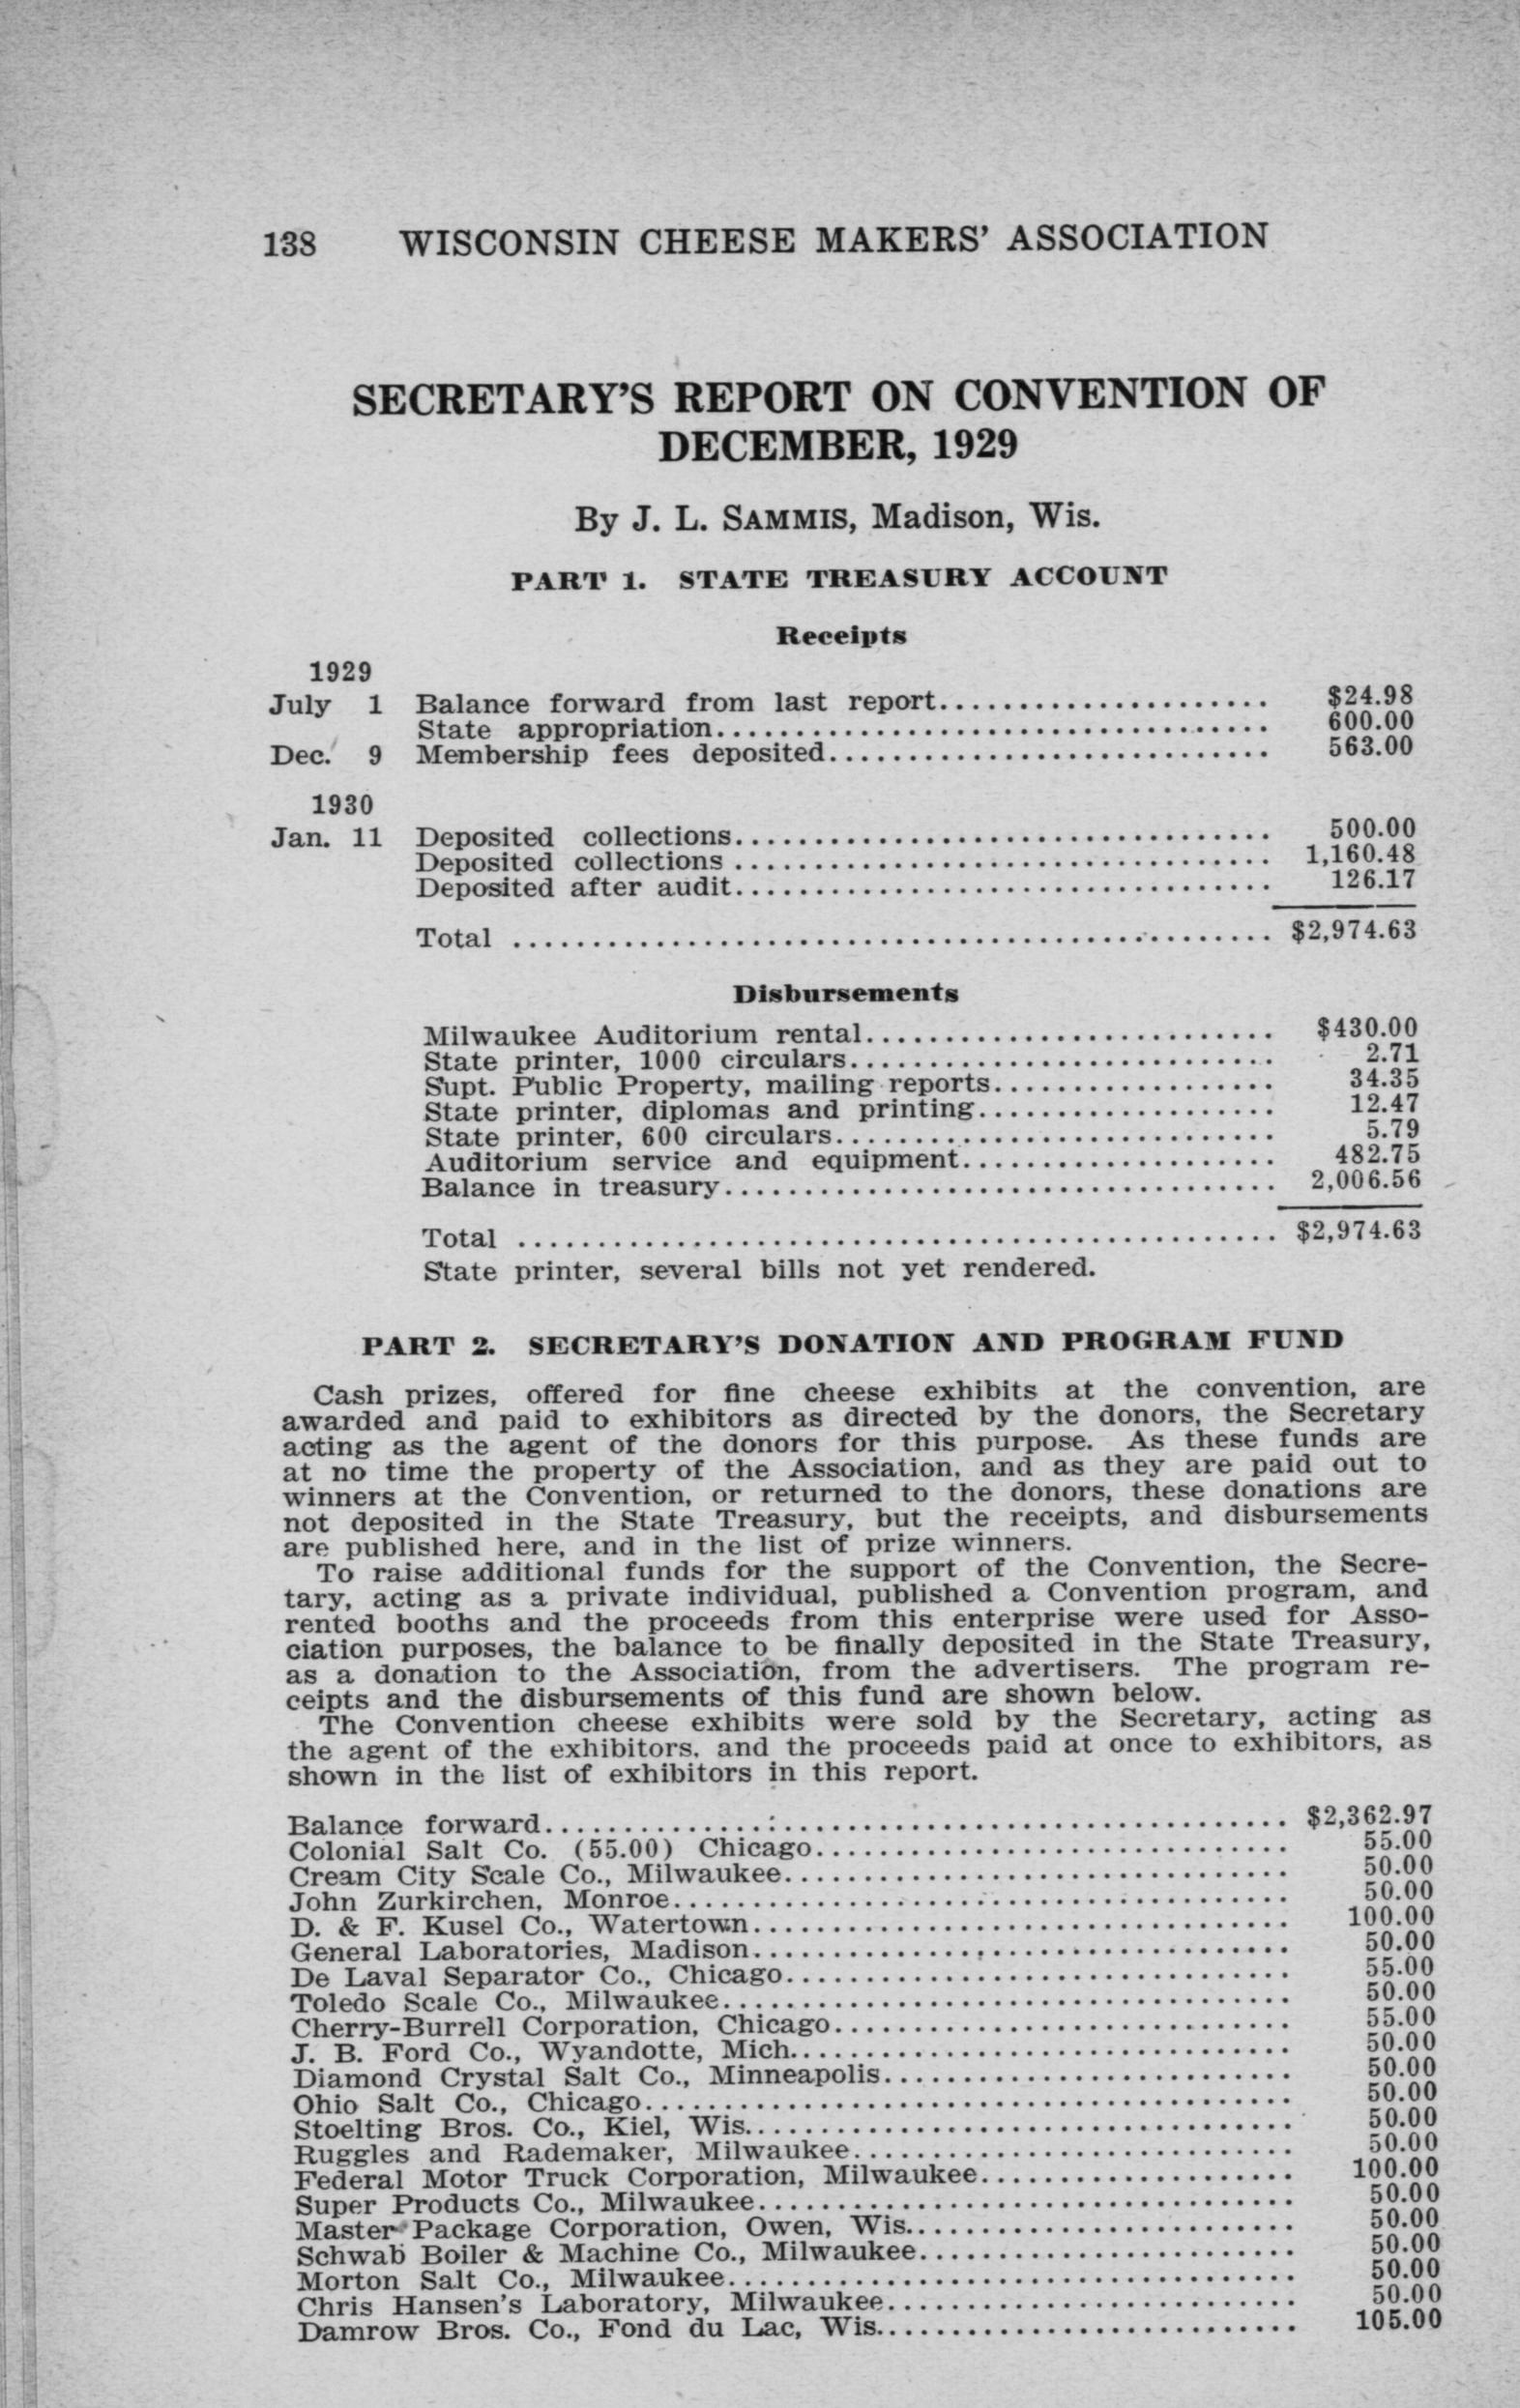 138 WISCONSIN CHEESE MAKERS' ASSOCIATION
SECRETARY'S REPORT ON CONVENTION OF
DECEMBER, 1929
By J. L. SAMMIS, Madison, Wis.
PART 1. STATE TREASURY ACCOUNT
Receipts
1929
July 1 Balance forward from last report..................... $24.98
State appropriation................................... 600.00
Dec. 9 Membership fees deposited............................ 563.00
1930
Jan. 11 Deposited collections.................................. 500.00
Deposited collections .................................. 1,160.48
Deposited after audit.................................. 126.17
Total ................................................ $2,974.63
Disbursements
Milwaukee Auditorium rental.......................... $430.00
State printer, 1000 circulars........................... 2.71
Supt. Public Property, mailing reports.................. 34.35
State printer, diplomas and printing................... 12.47
State printer, 600 circulars............................ 5.79
Auditorium service and equipment.................... 482.75
Balance in treasury................................... 2,006.56
Total ................................................ $2,974.63
State printer, several bills not yet rendered.
PART 2. SECRETARY'S DONATION AND PROGRAM FUND
Cash prizes, offered for fine cheese exhibits at the convention, are
awarded and paid to exhibitors as directed by the donors, the Secretary
acting as the agent of the donors for this purpose. As these funds are
at no time the property of the Association, and as they are paid out to
winners at the Convention, or returned to the donors, these donations are
not deposited in the State Treasury, but the receipts, and disbursements
are published here, and in the list of prize winners.
To raise additional funds for the support of the Convention, the Secre-
tary, acting as a private individual, published a Convention program, and
rented booths and the proceeds from this enterprise were used for Asso-
ciation purposes, the balance to be finally deposited in the State Treasury,
as a donation to the Association, from the advertisers. The program re-
ceipts and the disbursements of this fund are shown below.
The Convention cheese exhibits were sold by the Secretary, acting as
the agent of the exhibitors, and the proceeds paid at once to exhibitors, as
shown in the list of exhibitors in this report.
Balance forward............................................... $2,362.97
Colonial Salt Co. (55.00) Chicago.............................. 55.00
Cream City Scale Co., Milwaukee................................ 50.00
John Zurkirchen, Monroe....................................... 50.00
D. & F. Kusel Co., Watertown.................................. 100.00
General Laboratories, Madison.................................. 50.00
De Laval Separator Co., Chicago................................ 55.00
Toledo Scale Co., Milwaukee.................................... 50.00
Cherry-Burrell Corporation, Chicago............................. 55.00
J. B. Ford Co., Wyandotte, Mich................................ 50.00
Diamond Crystal Salt Co., Minneapolis.......................... 50.00
Ohio Salt Co., Chicago......................................... 50.00
Stoelting Bros. Co., Kiel, Wis................................... 50.00
Ruggles and Rademaker, Milwaukee............................ 50.00
Federal Motor Truck Corporation, Milwaukee.................... 100.00
Super Products Co., Milwaukee.................................. 50.00
Master Package Corporation, Owen, Wis......................... 50.00
Schwab Boiler & Machine Co., Milwaukee........................ 50.00
Morton Salt Co., Milwaukee.................................... 50.00
Chris Hansen's Laboratory, Milwaukee.......................... 50.00
Damrow Bros. Co., Fond du Lac, Wis........................... 105.00